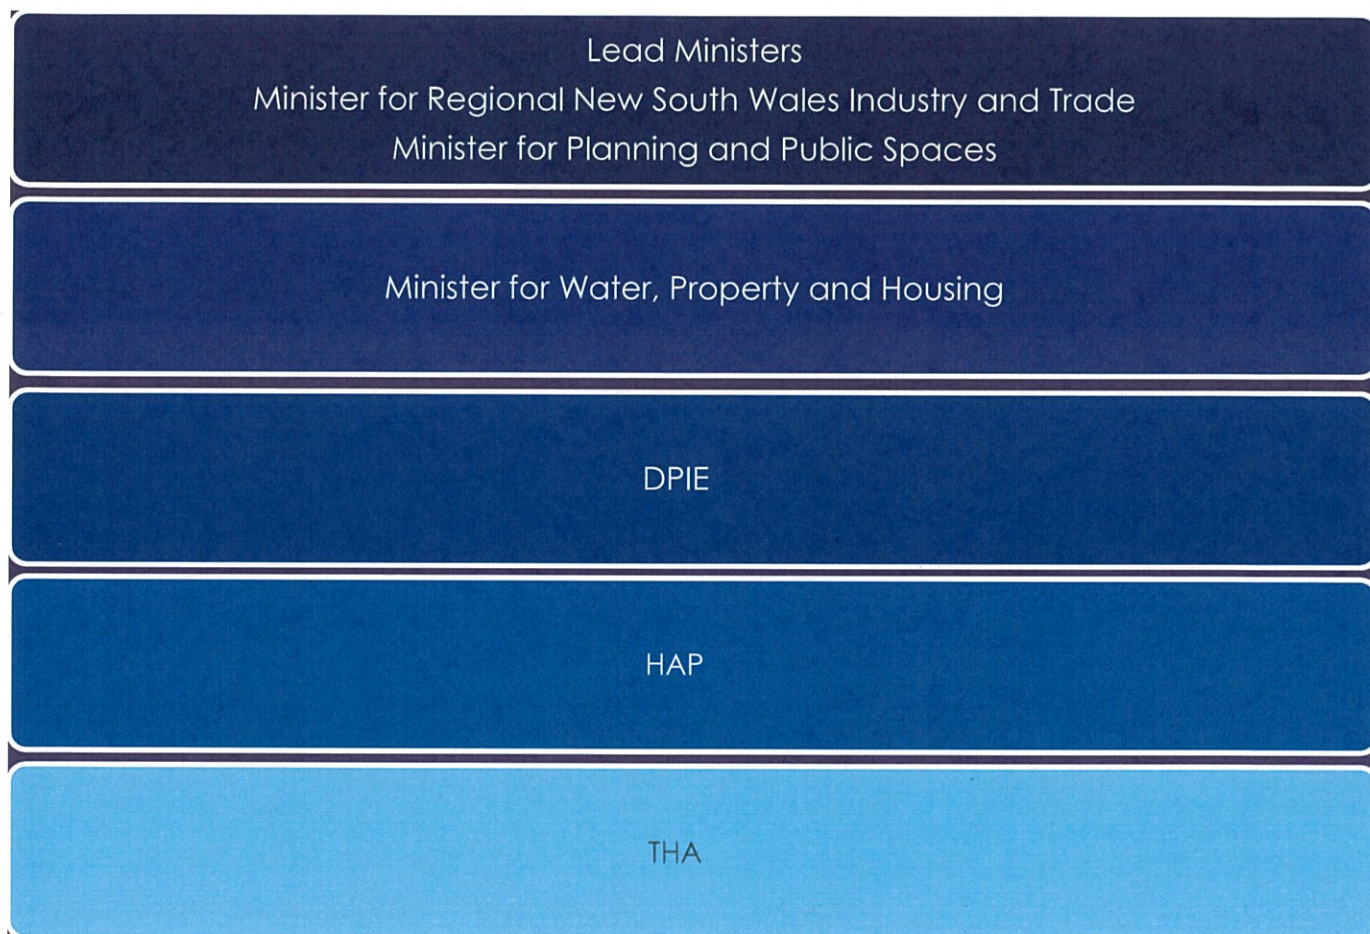 Lead Ministers
Minister for Regional New South Wales Industry and Trade
Minister for Planning and Public Spaces
Minister for Water, Property and Housing
DPIE
HAP
THA